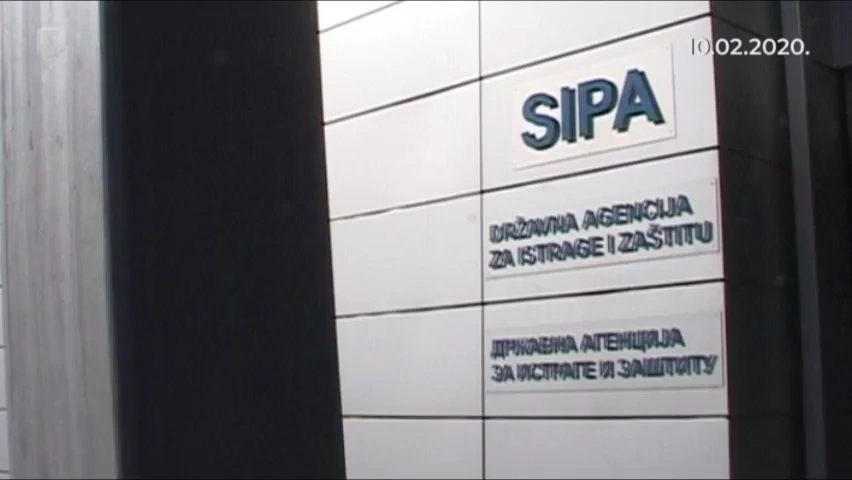 10.02.2020.
SIPA
DRŽAVNA AGENCIJA
ZA ISTRAGE I ZAŠTITU
ДРЖАВНА АГЕНЦИЈА
ЗА ИСТРАГЕ И ЗАШТИТУ